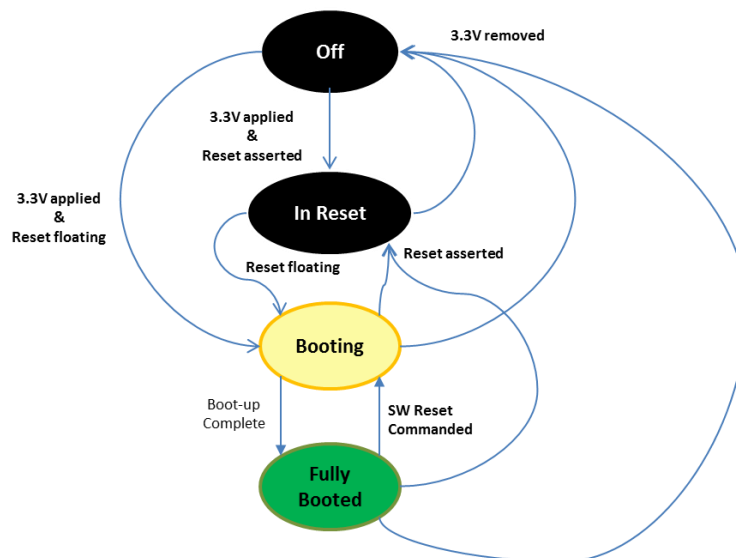 Off
3.3V removed
3.3V applied
&
Reset asserted
3.3V applied
&
Reset floating
In Reset
Reset floating
Reset asserted
Booting
Boot-up
Complete
SW Reset
Commanded
Fully
Booted